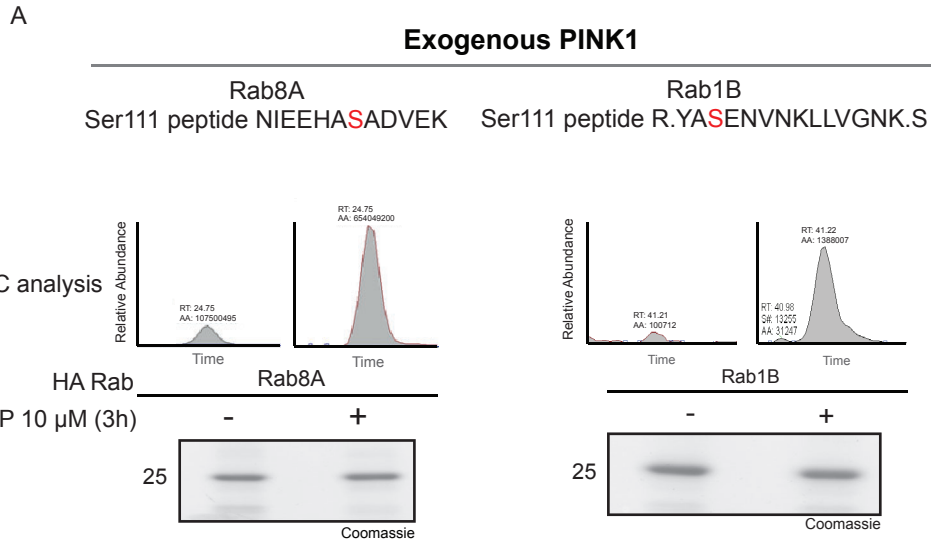 A
Exogenous PINK1
Rab8A
Ser111 peptide NIEEHASADVEK
Rab1B
Ser111 peptide R.YASENVNKLLVGNK.S
C analysis
Relative Abundance
RT: 24.75
AA: 107500495
Time
RT: 24.75
AA: 654049200
Time
Relative Abundance
RT: 41.21
AA: 100712
Time
RT: 41.22
AA: 1388007
RT: 40.98
S#: 13255
AA: 31247
Time
HA Rab
Rab8A
Rab1B
P 10 µM (3h)
- +
- +
25
Coomassie
25
Coomassie